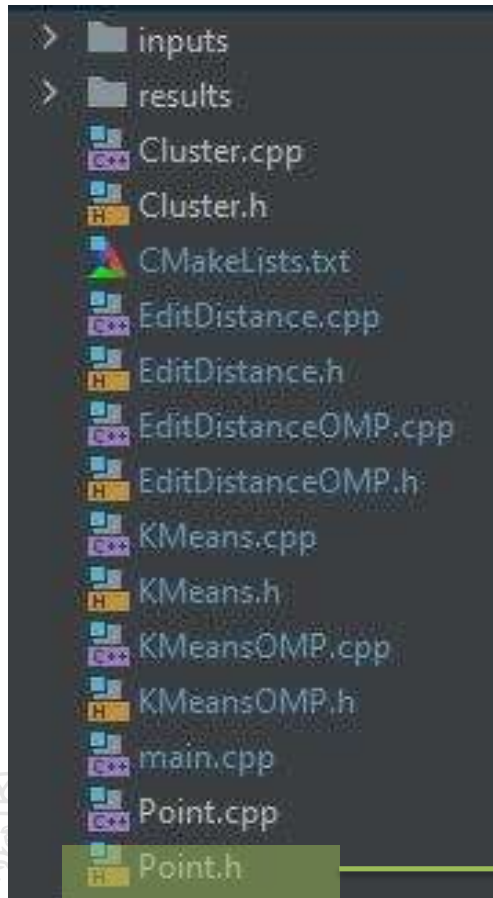 inputs
results
C++ Cluster.cpp
H Cluster.h
CMakeLists.txt
C++ EditDistance.cpp
H EditDistance.h
C++ EditDistanceOMP.cpp
H EditDistanceOMP.h
C++ KMeans.cpp
H KMeans.h
C++ KMeansOMP.cpp
H KMeansOMP.h
C++ main.cpp
C++ Point.cpp
H Point.h